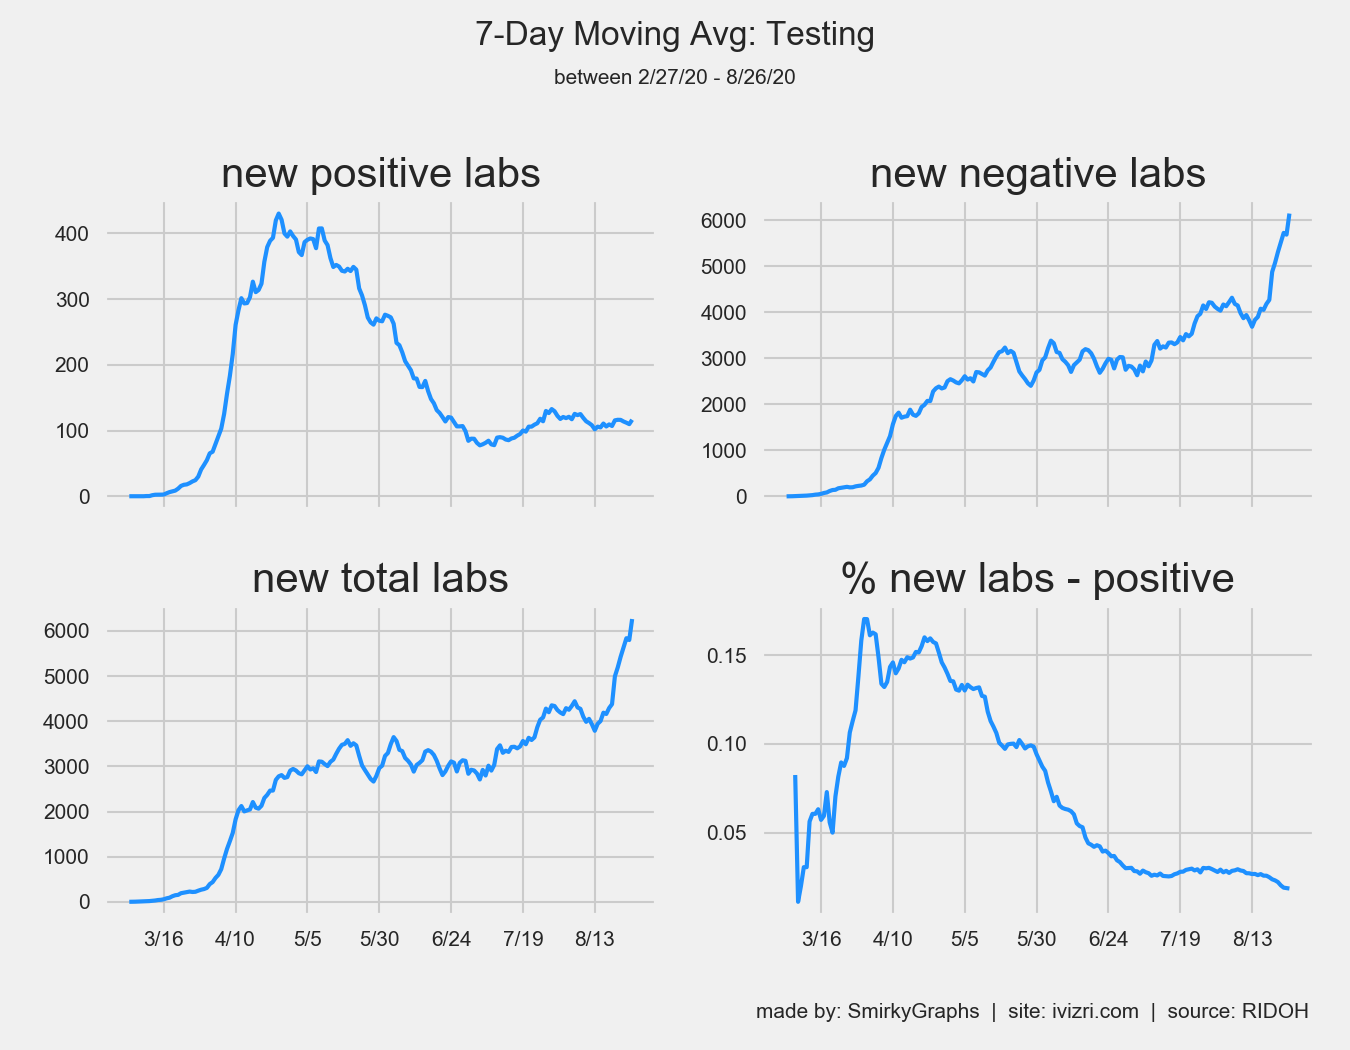 7-Day Moving Avg: Testing
between 2/27/20 - 8/26/20
new positive labs
400
300
200
100
0
new negative labs
6000
5000
4000
3000
2000
1000
0
new total labs
6000
5000
4000
3000
2000
1000
0
3/16 4/10 5/5 5/30 6/24 7/19 8/13
% new labs - positive
0.15
0.10
0.05
3/16 4/10 5/5 5/30 6/24 7/19 8/13
made by: SmirkyGraphs | site: ivizri.com | source: RIDOH